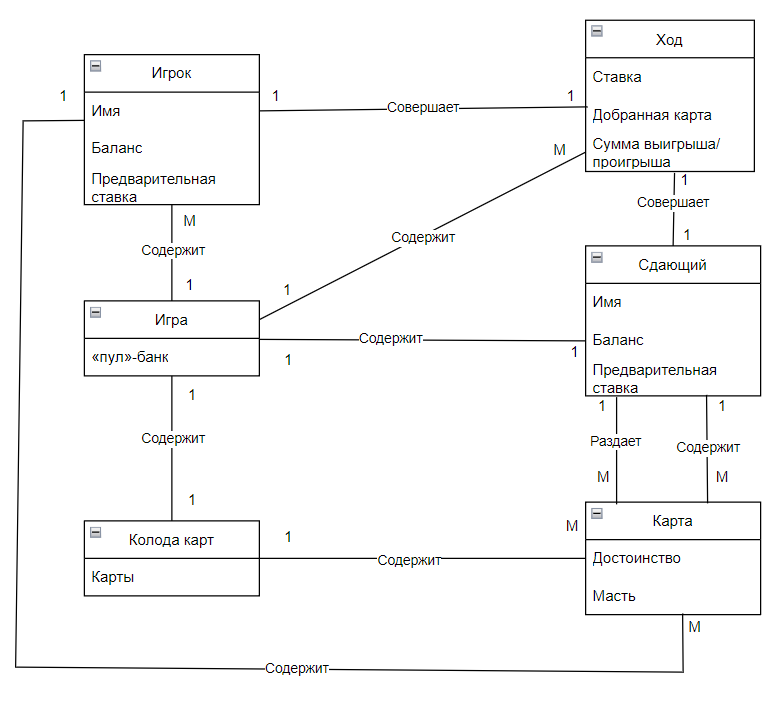 Ход
Ставка
Добранная карта
Сумма выигрыша/
проигрыша
Игрок
Имя
Баланс
Предварительная
ставка
1
1
Совершает
1
М
1
Совершает
1
М
Содержит
1
Содержит
1
Сдающий
Имя
Баланс
Предварительная
ставка
Игра
«пул»-банк
1
Содержит
1
1
Содержит
1
1
Раздает
М
1
Содержит
М
Колода карт
Карты
1
Содержит
М
Карта
Достоинство
Масть
М
Содержит